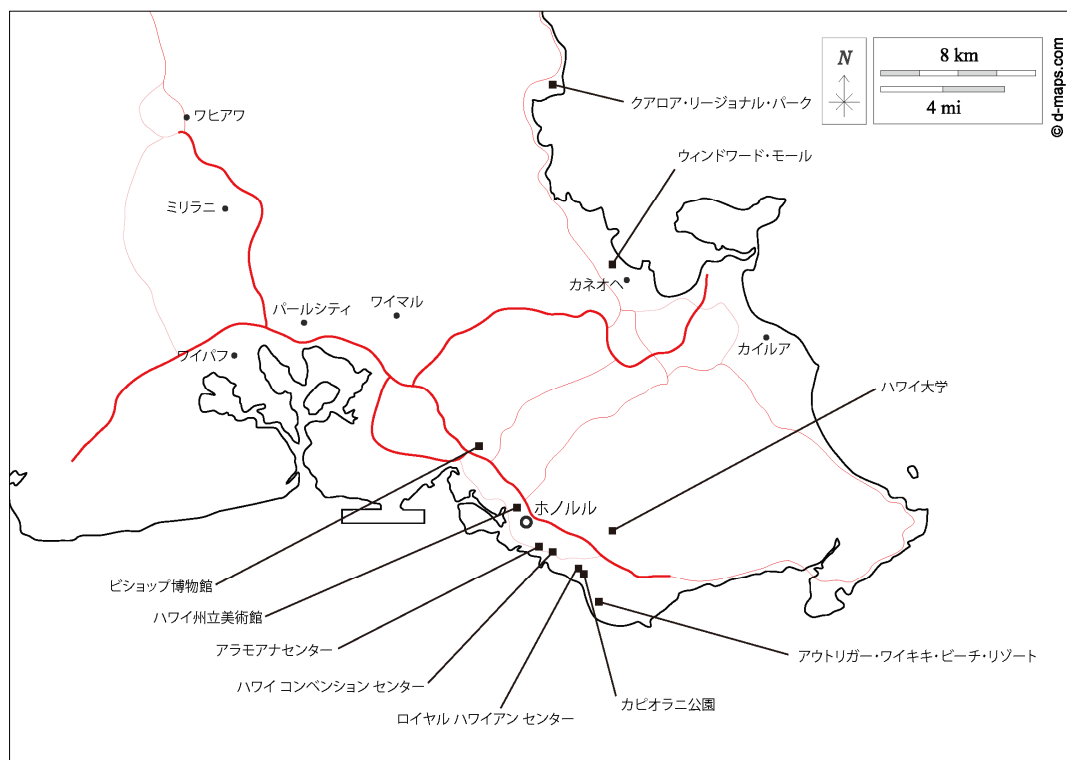 8 km
N
4 mi
© d-maps.com
クアロア・リージョナル・パーク
ワヒアワ
ウィンドワード・モール
ミリラニ
カネオヘ
ワイマル
パールシティ
カイルア
ワイパフ
ハワイ大学
ホノルル
ビショップ博物館
ハワイ州立美術館
アラモアナセンター
アウトリガー・ワイキキ・ビーチ・リゾート
ハワイ コンベンション センター
カピオラニ公園
ロイヤル ハワイアン センター